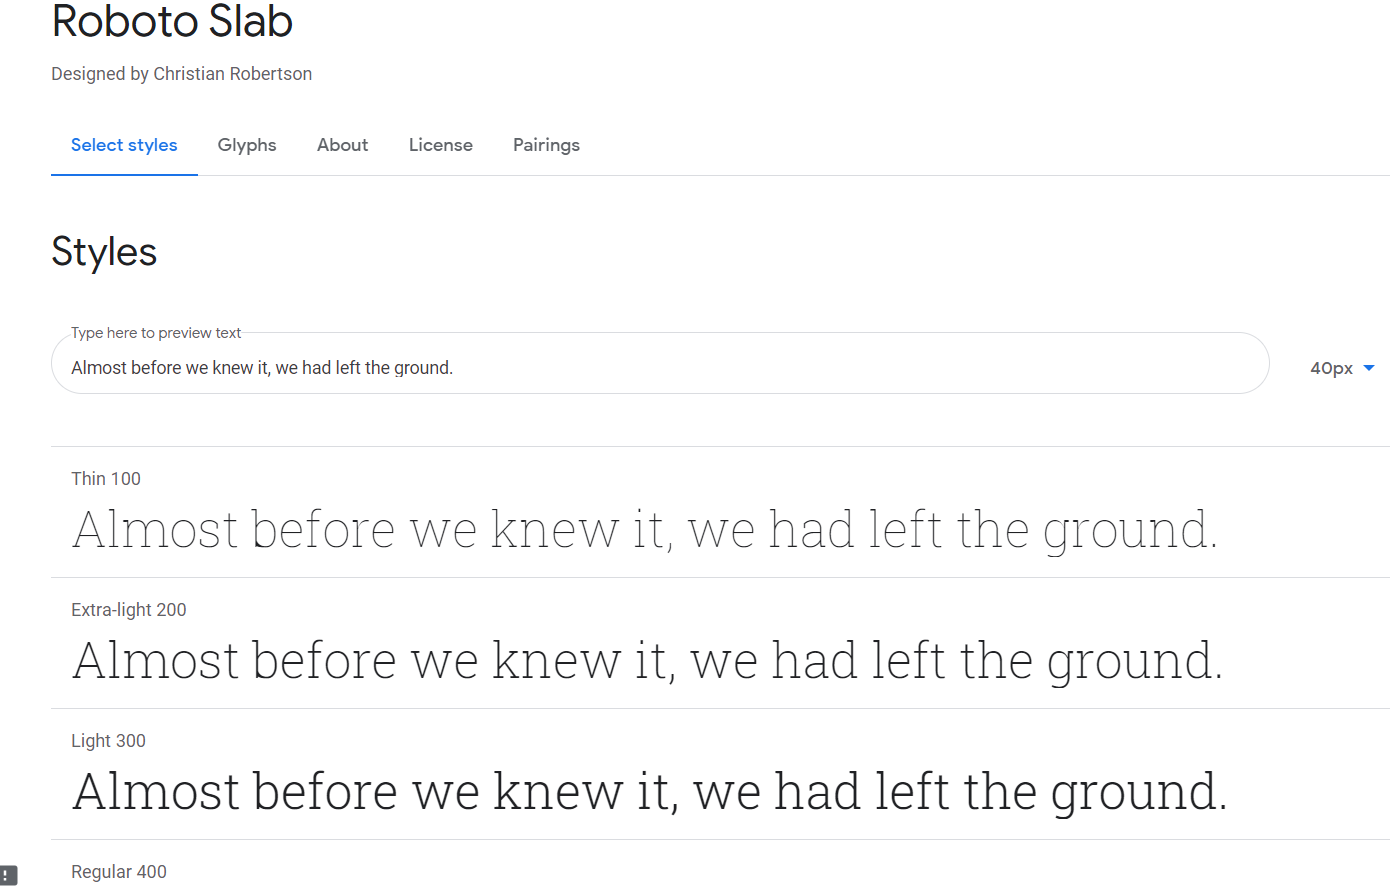 Roboto Slab
Designed by Christian Robertson
Select styles Glyphs About License Pairings
Styles
Type here to preview text
Almost before we knew it, we had left the ground.
40px
Thin 100
Almost before we knew it, we had left the ground.
Extra-light 200
Almost before we knew it, we had left the ground.
Light 300
Almost before we knew it, we had left the ground.
Regular 400